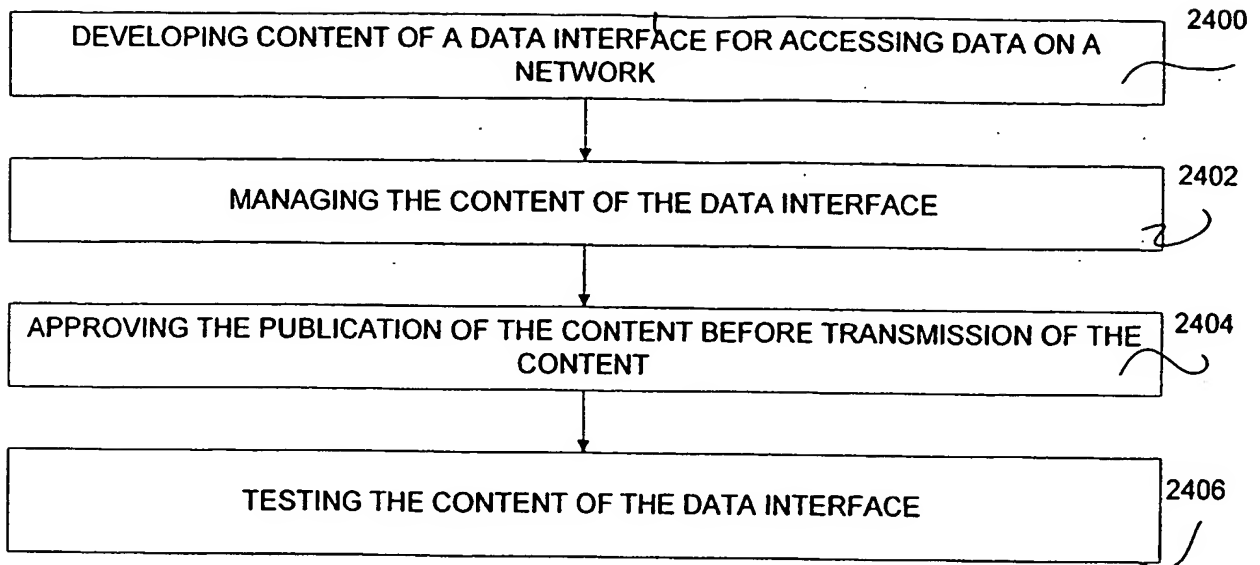 2400
DEVELOPING CONTENT OF A DATA INTERFACE FOR ACCESSING DATA ON A
NETWORK
2402
MANAGING THE CONTENT OF THE DATA INTERFACE
2404
APPROVING THE PUBLICATION OF THE CONTENT BEFORE TRANSMISSION OF THE
CONTENT
2406
TESTING THE CONTENT OF THE DATA INTERFACE